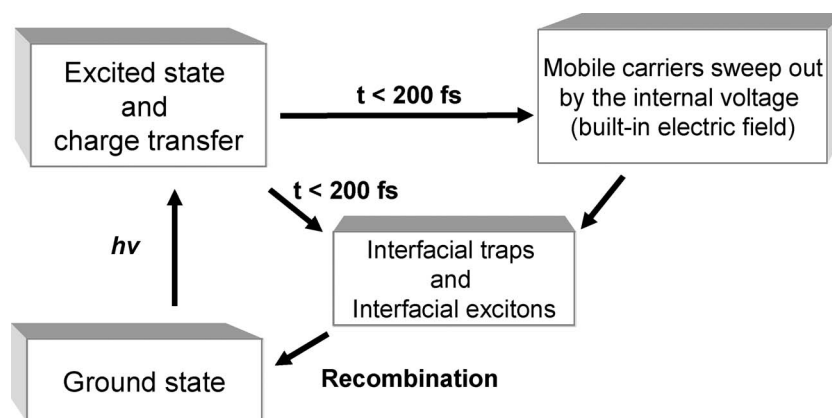 Excited state
and
charge transfer
t < 200 fs
Mobile carriers sweep out
by the internal voltage
(built-in electric field)
t < 200 fs
hv
Interfacial traps
and
Interfacial excitons
Ground state
Recombination